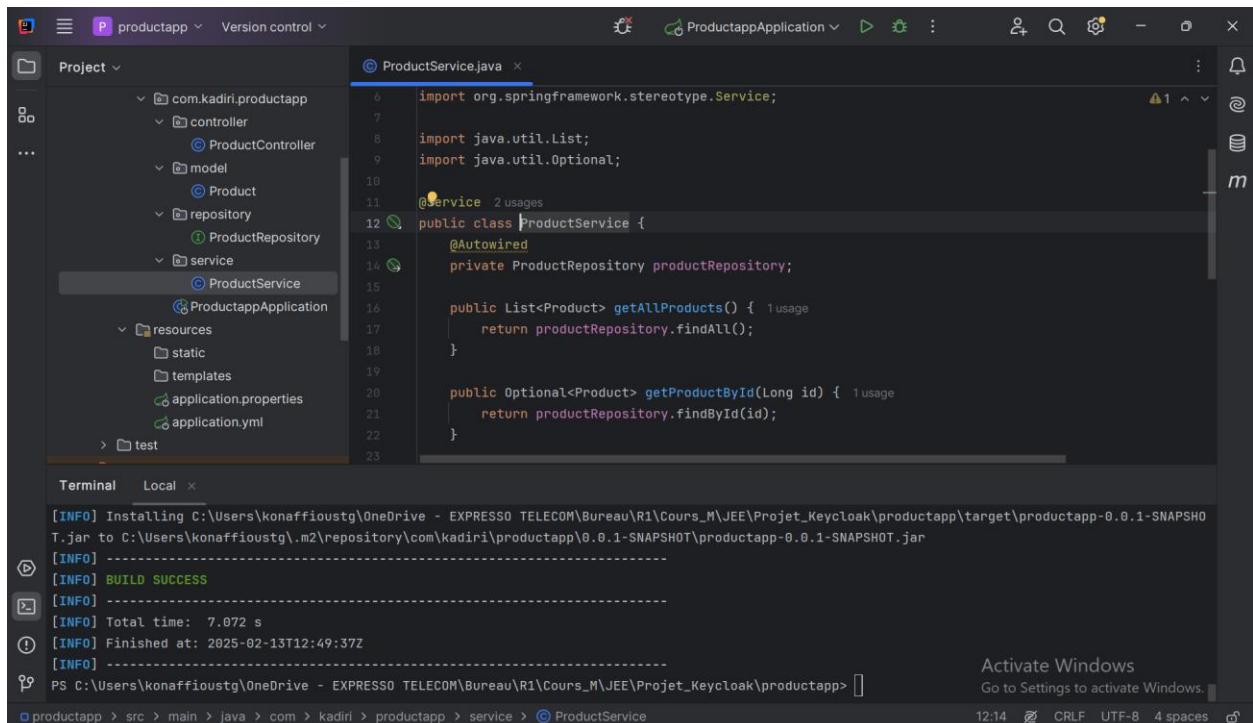 P productapp Version control ProductappApplication
Project
ProductService.java
com.kadiri.productapp
controller
ProductController
model
Product
repository
ProductRepository
service
ProductService
ProductappApplication
resources
static
templates
application.properties
application.yml
test
6 import org.springframework.stereotype.Service;
7
8 import java.util.List;
9 import java.util.Optional;
10
11 @Service 2 usages
12 public class ProductService {
13 @Autowired
14 private ProductRepository productRepository;
15
16 public List<Product> getAllProducts() { 1 usage
17 return productRepository.findAll();
18 }
19
20 public Optional<Product> getProductById(Long id) { 1 usage
21 return productRepository.findById(id);
22 }
23
1
m
Terminal Local
[INFO] Installing C:\Users\konaffioustg\OneDrive - EXPRESSO TELECOM\Bureau\R1\Cours_M\JEE\Projet_Keycloak\productapp\target\productapp-0.0.1-SNAPSHO
T.jar to C:\Users\konaffioustg\.m2\repository\com\kadiri\productapp\0.0.1-SNAPSHOT\productapp-0.0.1-SNAPSHOT.jar
[INFO] ------------------------------------------------------------------------
[INFO] BUILD SUCCESS
[INFO] ------------------------------------------------------------------------
[INFO] Total time: 7.072 s
[INFO] Finished at: 2025-02-13T12:49:37Z
[INFO] ------------------------------------------------------------------------
PS C:\Users\konaffioustg\OneDrive - EXPRESSO TELECOM\Bureau\R1\Cours_M\JEE\Projet_Keycloak\productapp>
Activate Windows
Go to Settings to activate Windows.
productapp > src > main > java > com > kadiri > productapp > service > ProductService 12:14 CRLF UTF-8 4 spaces